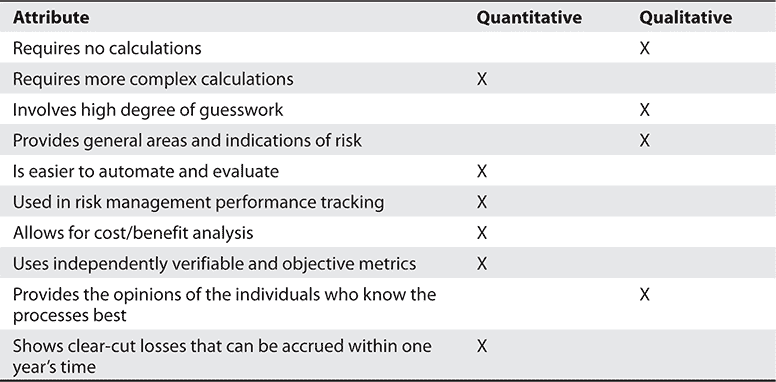 Attribute Quantitative Qualitative
Requires no calculations X
Requires more complex calculations X
Involves high degree of guesswork X
Provides general areas and indications of risk X
Is easier to automate and evaluate X
Used in risk management performance tracking X
Allows for cost/benefit analysis X
Uses independently verifiable and objective metrics X
Provides the opinions of the individuals who know the X
processes best
Shows clear-cut losses that can be accrued within one X
year’s time